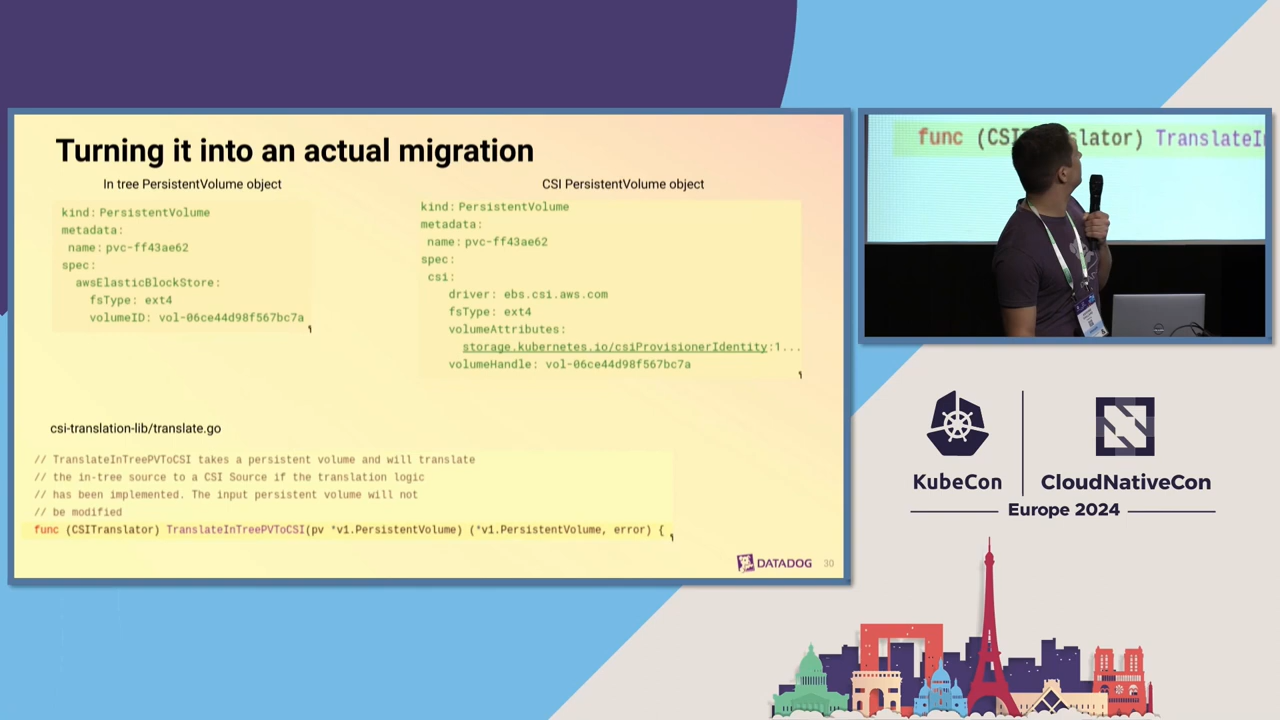 Turning it into an actual migration
In tree PersistentVolume object
kind: PersistentVolume
metadata:
name: pvc-ff43ae62
spec:
awsElasticBlockStore:
fsType: ext4
volumeID: vol-06ce44d98f567bc7a
CSI PersistentVolume object
kind: PersistentVolume
metadata:
name: pvc-ff43ae62
spec:
csi:
driver: ebs.csi.aws.com
fsType: ext4
volumeAttributes:
storage.kubernetes.io/csiProvisionerIdentity:1...
volumeHandle: vol-06ce44d98f567bc7a
csi-translation-lib/translate.go
// TranslateInTreePVToCSI takes a persistent volume and will translate
// the in-tree source to a CSI Source if the translation logic
// has been implemented. The input persistent volume will not
// be modified
func (CSITranslator) TranslateInTreePVToCSI(pv *v1.PersistentVolume) (*v1.PersistentVolume, error) {
DATADOG
30
func (CSI lator) TranslateI
KubeCon
CloudNativeCon
Europe 2024